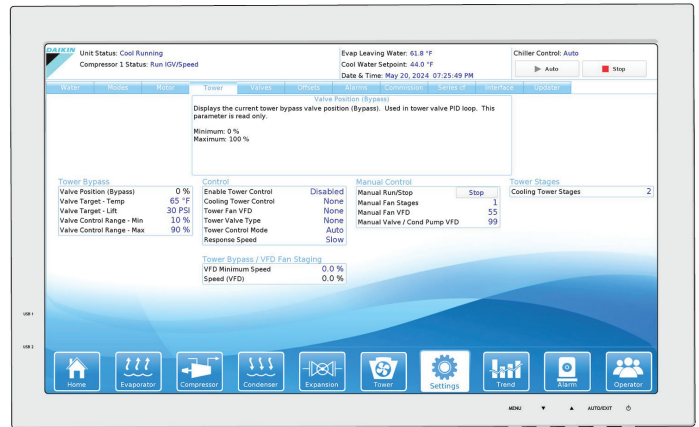 DAIKIN
Unit Status: Cool Running
Compressor 1 Status: Run IGV/Speed
Evap Leaving Water: 61.8 °F
Cool Water Setpoint: 44.0 °F
Date & Time: May 20, 2024 07:25:49 PM
Chiller Control: Auto
Auto Stop
Water Modes Motor Tower Valves Offsets Alarms Commission Series cf Interface Updater
Valve Position (Bypass)
Displays the current tower bypass valve position (Bypass). Used in tower valve PID loop. This
parameter is read only.
Minimum: 0 %
Maximum: 100 %
Tower Bypass
Valve Position (Bypass) 0 %
Valve Target - Temp 65 °F
Valve Target - Lift 30 PSI
Valve Control Range - Min 10 %
Valve Control Range - Max 90 %
Control
Enable Tower Control Disabled
Cooling Tower Control None
Tower Fan VFD None
Tower Valve Type None
Tower Control Mode Auto
Response Speed Slow
Tower Bypass / VFD Fan Staging
VFD Minimum Speed 0.0 %
Speed (VFD) 0.0 %
Manual Control
Manual Run/Stop Stop
Manual Fan Stages 1
Manual Fan VFD 55
Manual Valve / Cond Pump VFD 99
Tower Stages
Cooling Tower Stages 2
USB 1
USB 2
Home Evaporator Compressor Condenser Expansion Tower Settings Trend Alarm Operator
MENU ▼ ▲ AUTO/EXIT